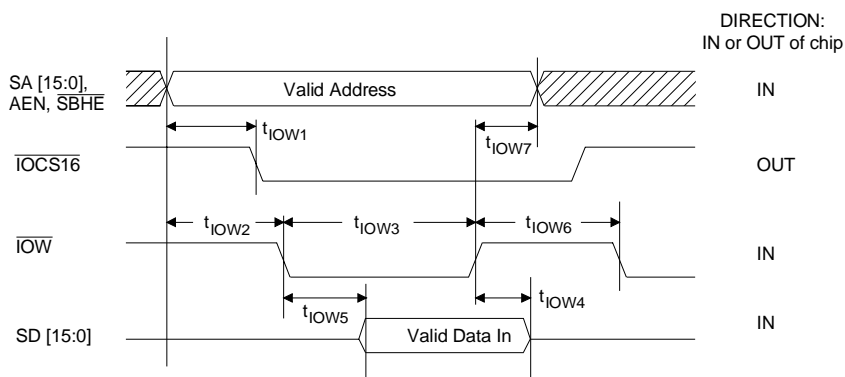 DIRECTION:
IN or OUT of chip
SA [15:0],
AEN, SBHE
Valid Address
IN
tIOW1
tIOW7
IOCS16
OUT
tIOW2
tIOW3
tIOW6
IOW
IN
tIOW5
tIOW4
SD [15:0]
Valid Data In
IN